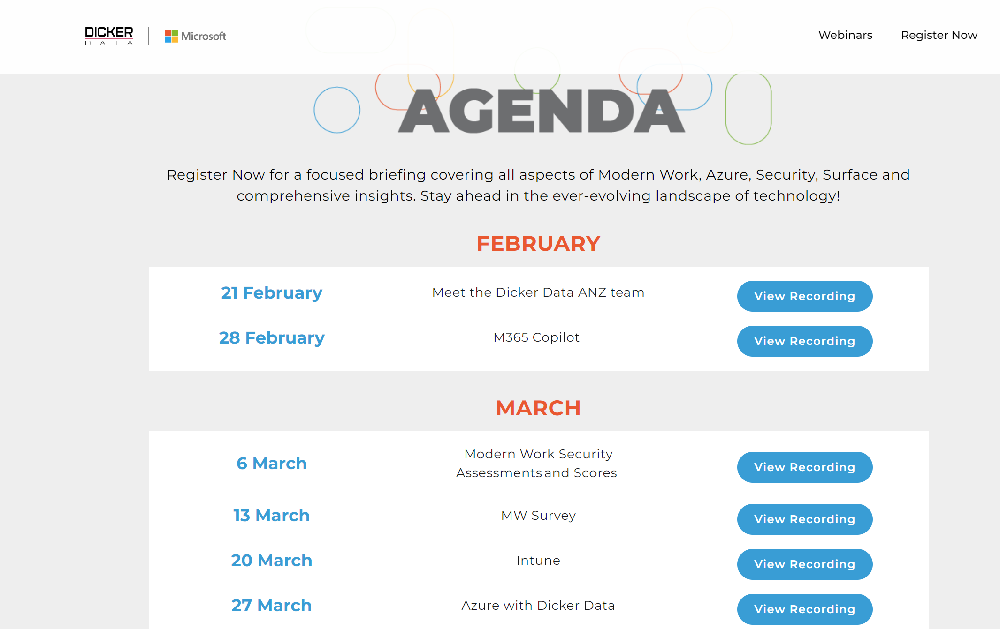 DICKER
DATA
Microsoft
Webinars
Register Now
AGENDA
Register Now for a focused briefing covering all aspects of Modern Work, Azure, Security, Surface and
comprehensive insights. Stay ahead in the ever-evolving landscape of technology!
FEBRUARY
21 February
Meet the Dicker Data ANZ team
View Recording
28 February
M365 Copilot
View Recording
MARCH
6 March
Modern Work Security
Assessments and Scores
View Recording
13 March
MW Survey
View Recording
20 March
Intune
View Recording
27 March
Azure with Dicker Data
View Recording